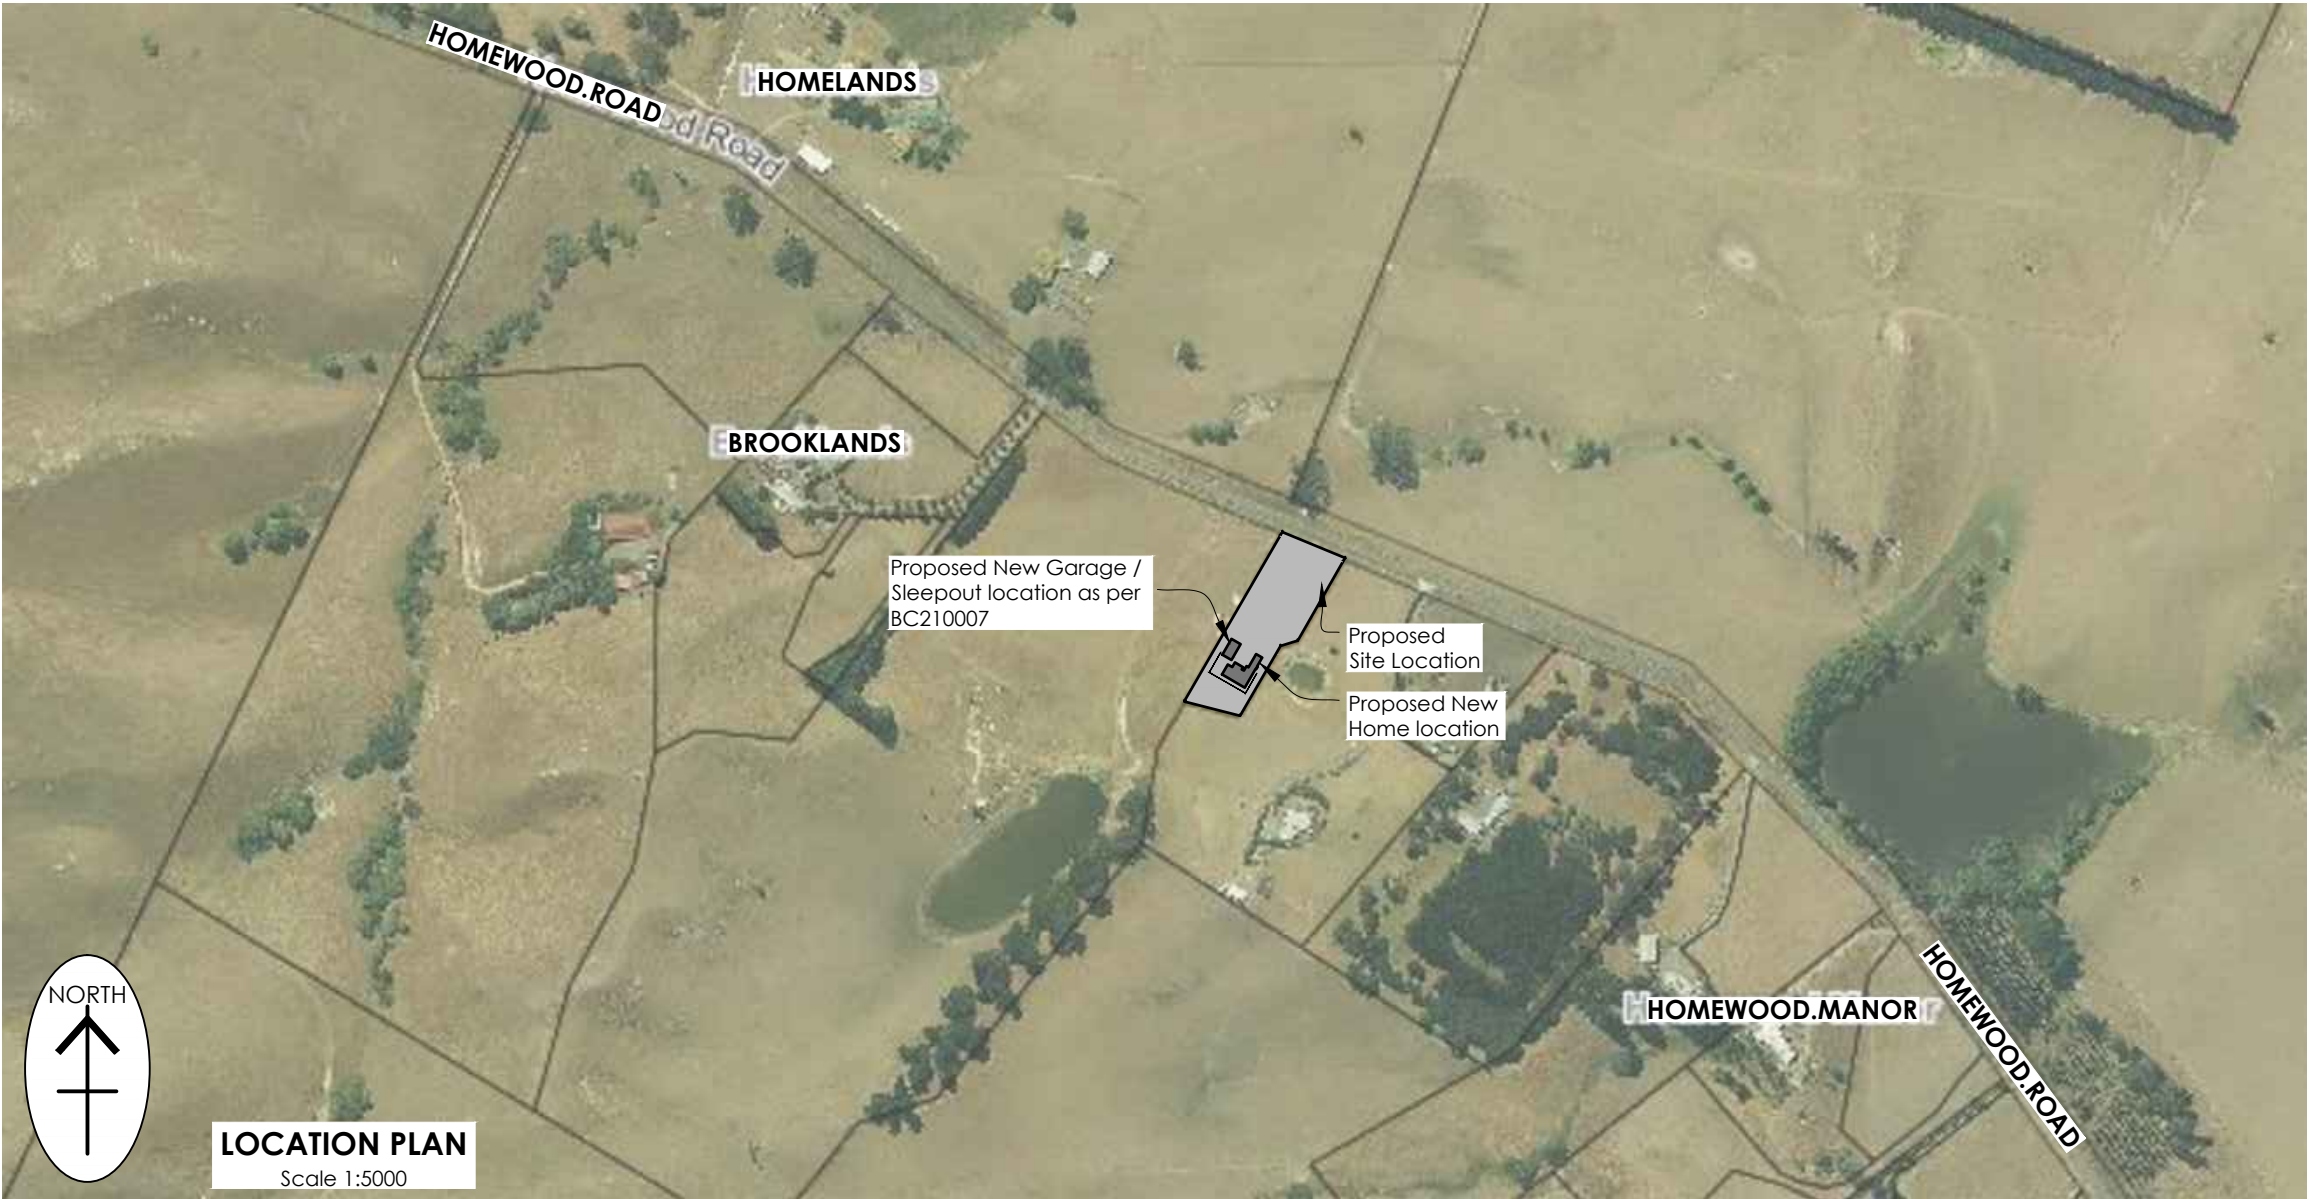 HOMEWOOD.ROAD
od Road
HOMELANDS
BROOKLANDS
Proposed New Garage /
Sleepout location as per
BC210007
Proposed
Site Location
Proposed New
Home location
HOMEWOOD.MANOR
HOMEWOOD.ROAD
NORTH
LOCATION PLAN
Scale 1:5000